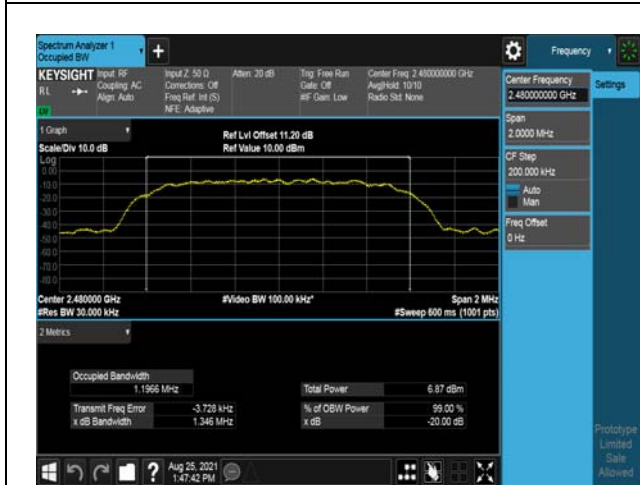 Spectrum Analyzer 1
Occupied BW
+
Frequency
KEYSIGHT
RL
Input: RF
Coupling: AC
Align: Auto
Input Z: 50 Ω
Corrections: Off
Freq Ref: Int (S)
NFE: Adaptive
Atten: 20 dB
Trig: Free Run
Gate: Off
#IF Gain: Low
Center Freq: 2.480000000 GHz
Avg|Hold: 10/10
Radio Std: None
Center Frequency
2.480000000 GHz
Settings
Span
2.0000 MHz
CF Step
200.000 kHz
Auto
Man
Freq Offset
0 Hz
1 Graph
Scale/Div 10.0 dB
Ref Lvl Offset 11.20 dB
Ref Value 10.00 dBm
Log
0.00
-10.0
-20.0
-30.0
-40.0
-50.0
-60.0
-70.0
-80.0
Center 2.480000 GHz
#Res BW 30.000 kHz
#Video BW 100.00 kHz*
Span 2 MHz
#Sweep 600 ms (1001 pts)
2 Metrics
Occupied Bandwidth
1.1966 MHz
Total Power 6.87 dBm
Transmit Freq Error -3.728 kHz
% of OBW Power 99.00 %
x dB Bandwidth 1.346 MHz
x dB -20.00 dB
Prototype
Limited
Sale
Allowed
?
Aug 25, 2021
1:47:42 PM